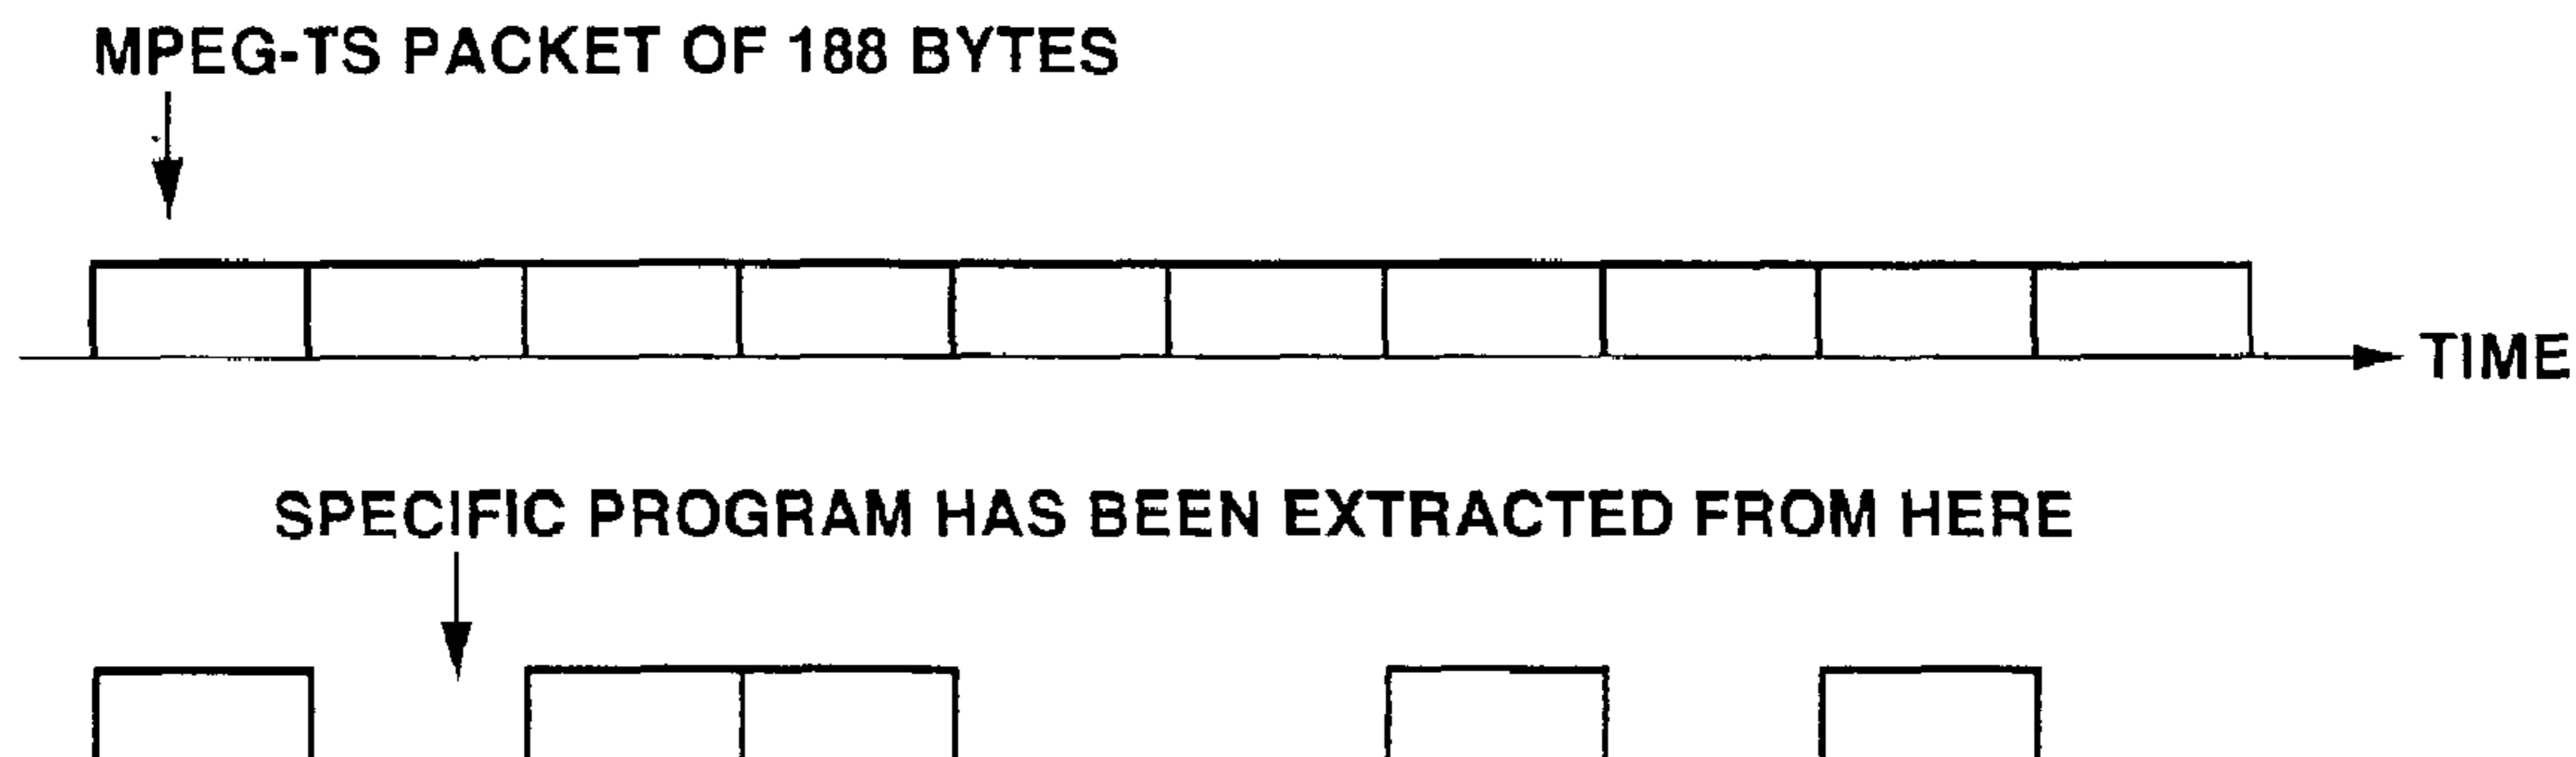 MPEG-TS PACKET OF 188 BYTES
TIME
SPECIFIC PROGRAM HAS BEEN EXTRACTED FROM HERE